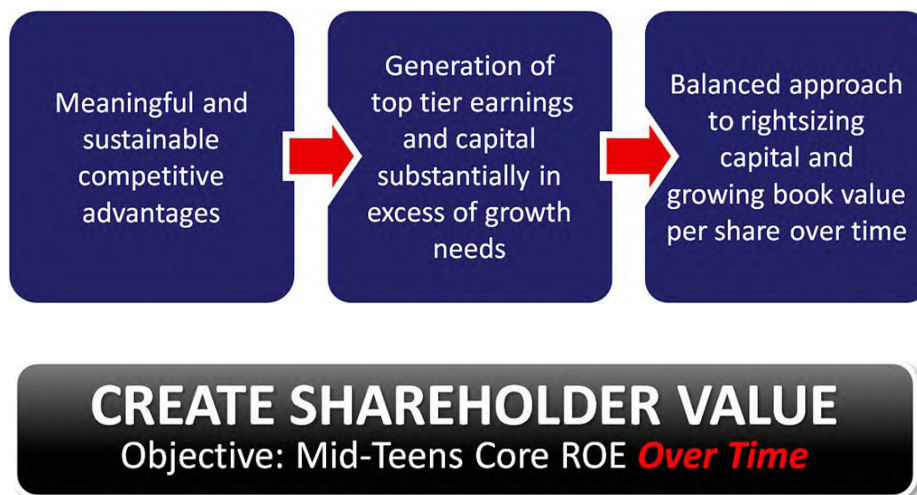 Meaningful and
sustainable
competitive
advantages
Generation of
top tier earnings
and capital
substantially in
excess of growth
needs
Balanced approach
to rightsizing
capital and
growing book value
per share over time
CREATE SHAREHOLDER VALUE
Objective: Mid-Teens Core ROE Over Time